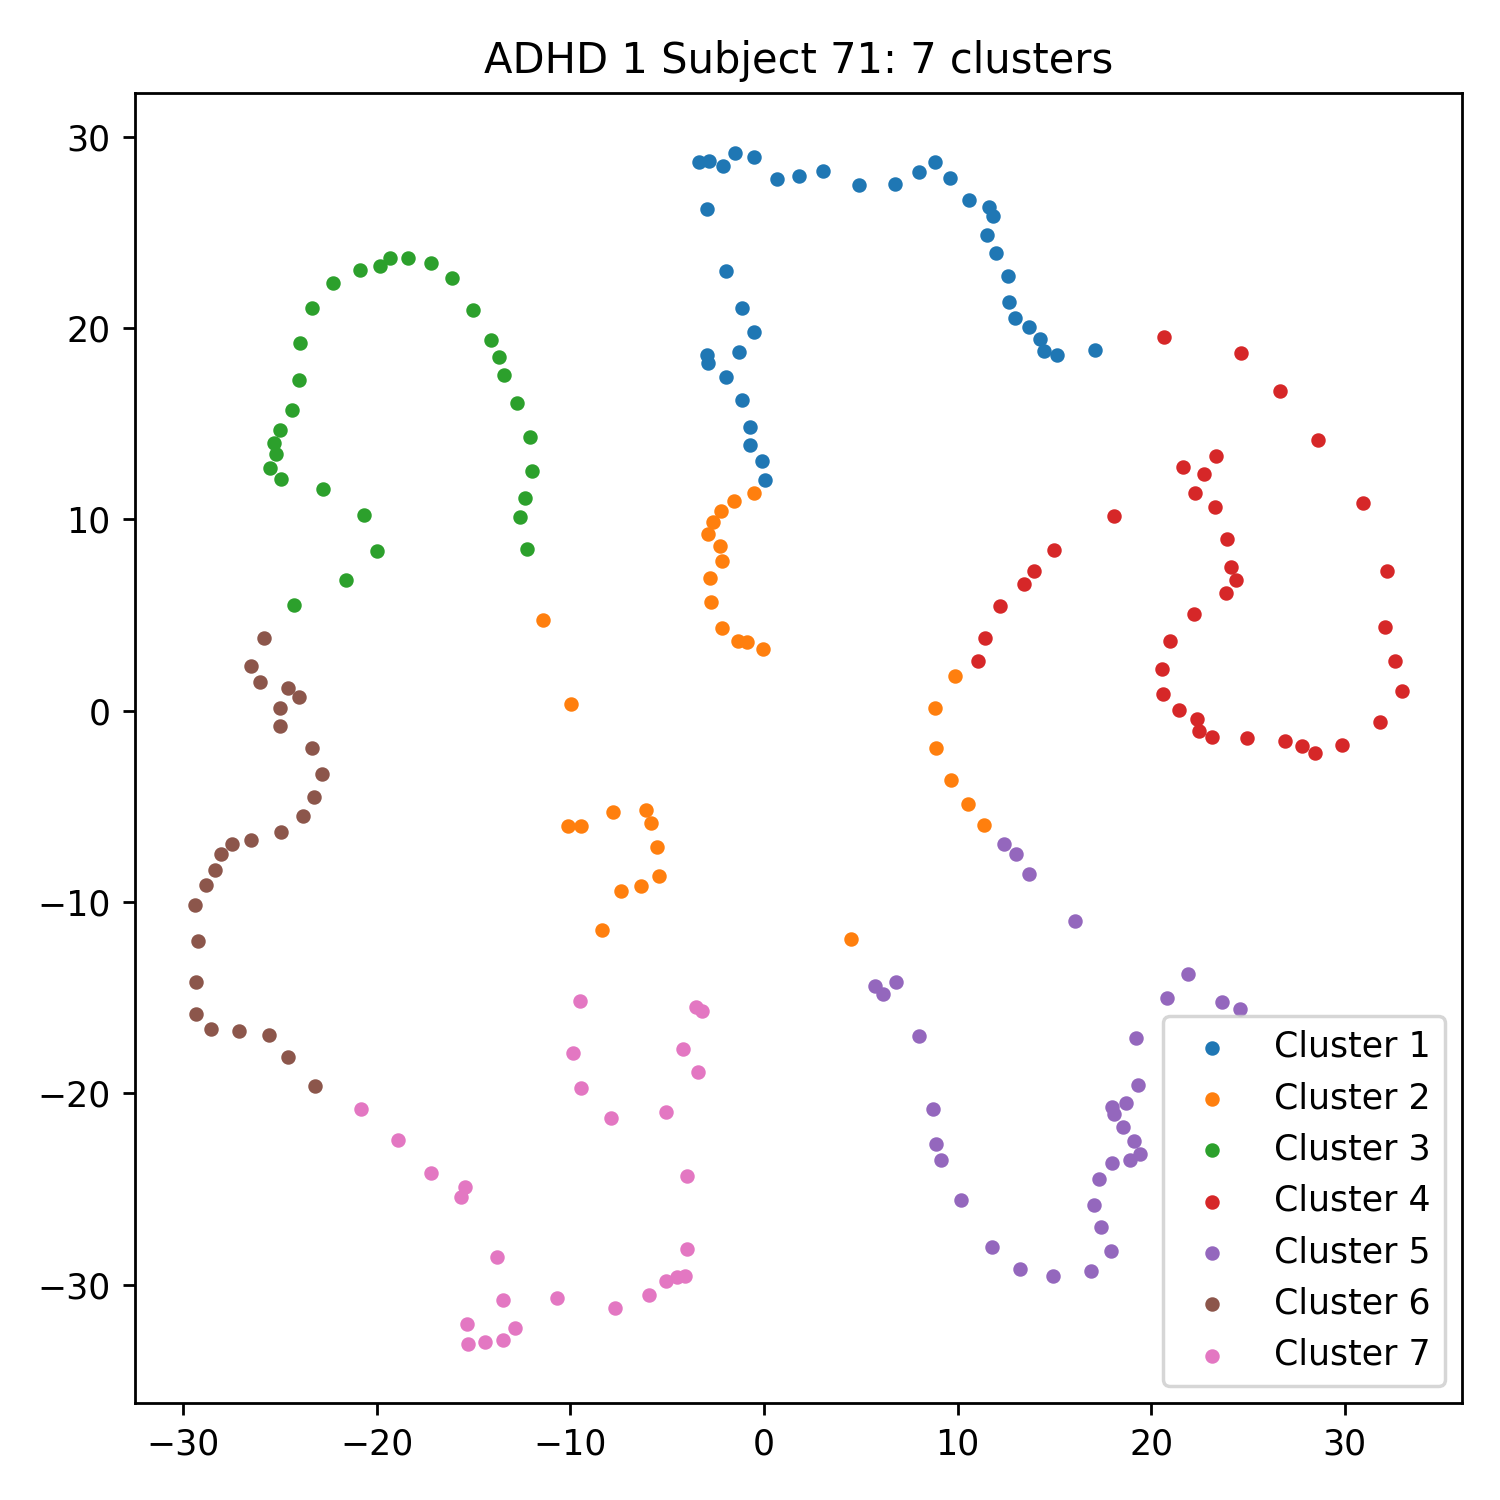 ADHD 1 Subject 71: 7 clusters
30
20
10
0
−10
−20
−30
−30 −20 −10 0 10 20 30
Cluster 1
Cluster 2
Cluster 3
Cluster 4
Cluster 5
Cluster 6
Cluster 7